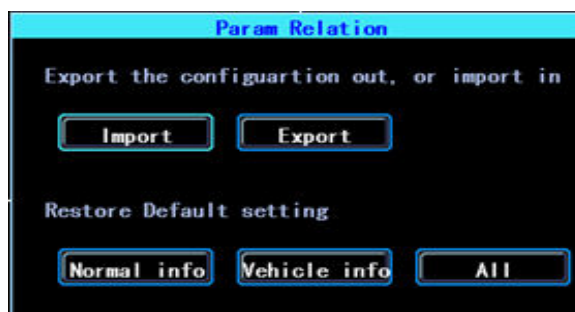 Param Relation
Export the configuartion out, or import in
Import Export
Restore Default setting
Normal info Vehicle info All